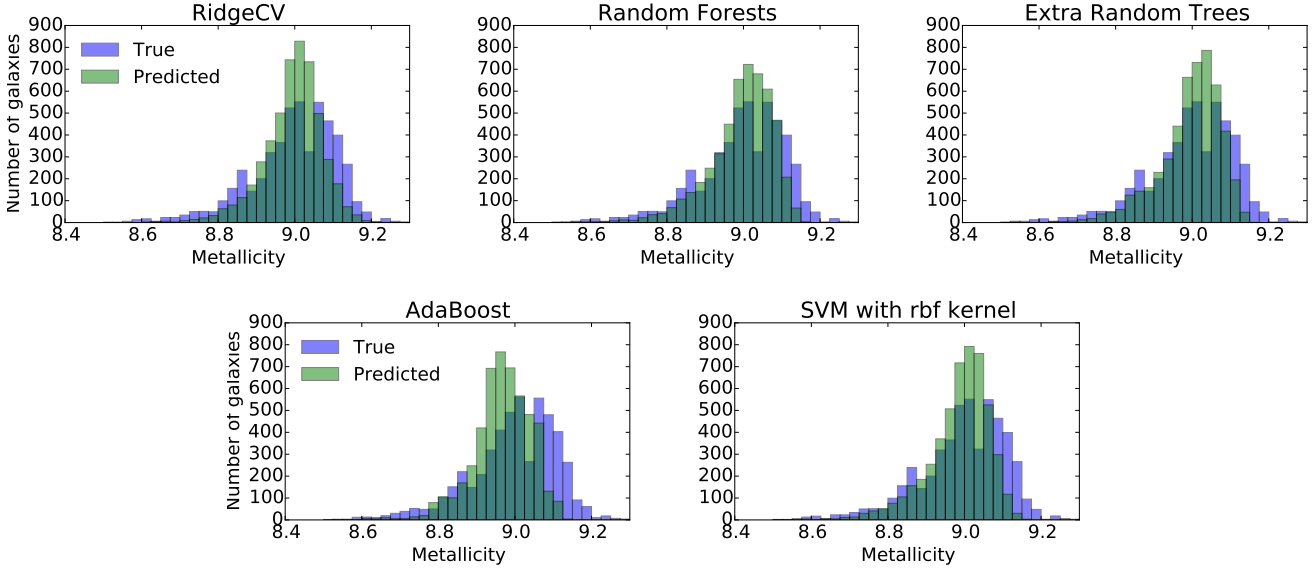 RidgeCV
Random Forests
Extra Random Trees
Number of galaxies
900
800
700
600
500
400
300
200
100
0
True
Predicted
8.4 8.6 8.8 9.0 9.2
Metallicity
900
800
700
600
500
400
300
200
100
0
8.4 8.6 8.8 9.0 9.2
Metallicity
900
800
700
600
500
400
300
200
100
0
8.4 8.6 8.8 9.0 9.2
Metallicity
AdaBoost
SVM with rbf kernel
Number of galaxies
900
800
700
600
500
400
300
200
100
0
True
Predicted
8.4 8.6 8.8 9.0 9.2
Metallicity
900
800
700
600
500
400
300
200
100
0
8.4 8.6 8.8 9.0 9.2
Metallicity